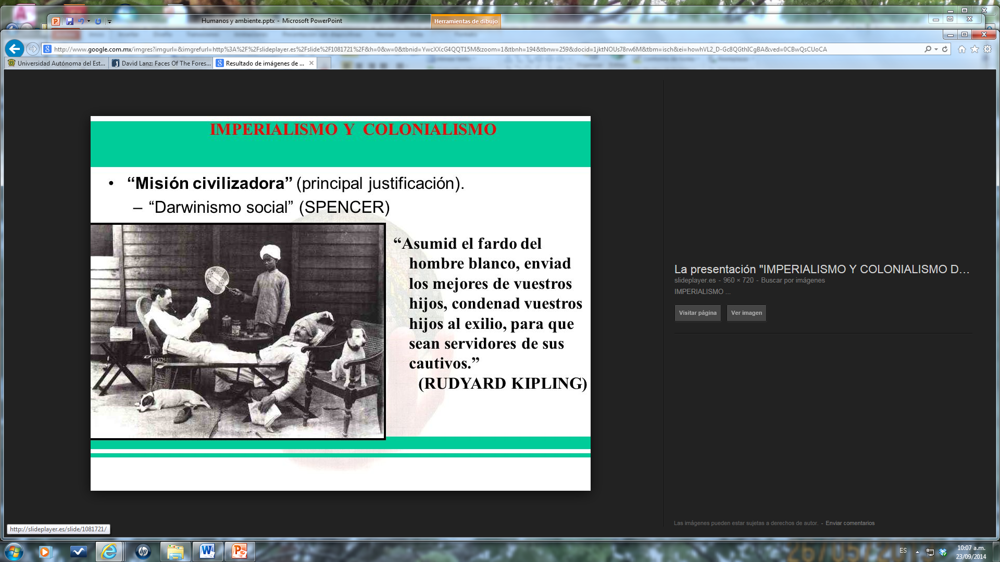 Humanos y ambiente.pptx - Microsoft PowerPoint
Herramientas de dibujo
http://www.google.com.mx/imgres?imgurl=&imgrefurl=http%3A%2F%2Fslideplayer.es%2Fslide%2F1081721%2F&h=0&w=0&tbnid=YwcXXcG4QQT15M&zoom=1&tbnh=194&tbnw=259&docid=1jktNOUs78rw6M&tbm=isch&ei=howhVL2_D-Gc8QGthICgBA&ved=0CBwQsCUoCA
Universidad Autónoma del Est...
David Lanz: Faces Of The Fores...
Resultado de imágenes de ...
IMPERIALISMO Y COLONIALISMO
• “Misión civilizadora” (principal justificación).
– “Darwinismo social” (SPENCER)
“Asumid el fardo del
hombre blanco, enviad
los mejores de vuestros
hijos, condenad vuestros
hijos al exilio, para que
sean servidores de sus
cautivos.”
(RUDYARD KIPLING)
La presentación "IMPERIALISMO Y COLONIALISMO D...
slideplayer.es - 960 × 720 - Buscar por imágenes
IMPERIALISMO ...
Visitar página
Ver imagen
Las imágenes pueden estar sujetas a derechos de autor. - Enviar comentarios
http://slideplayer.es/slide/1081721/
ES
10:07 a.m.
23/09/2014